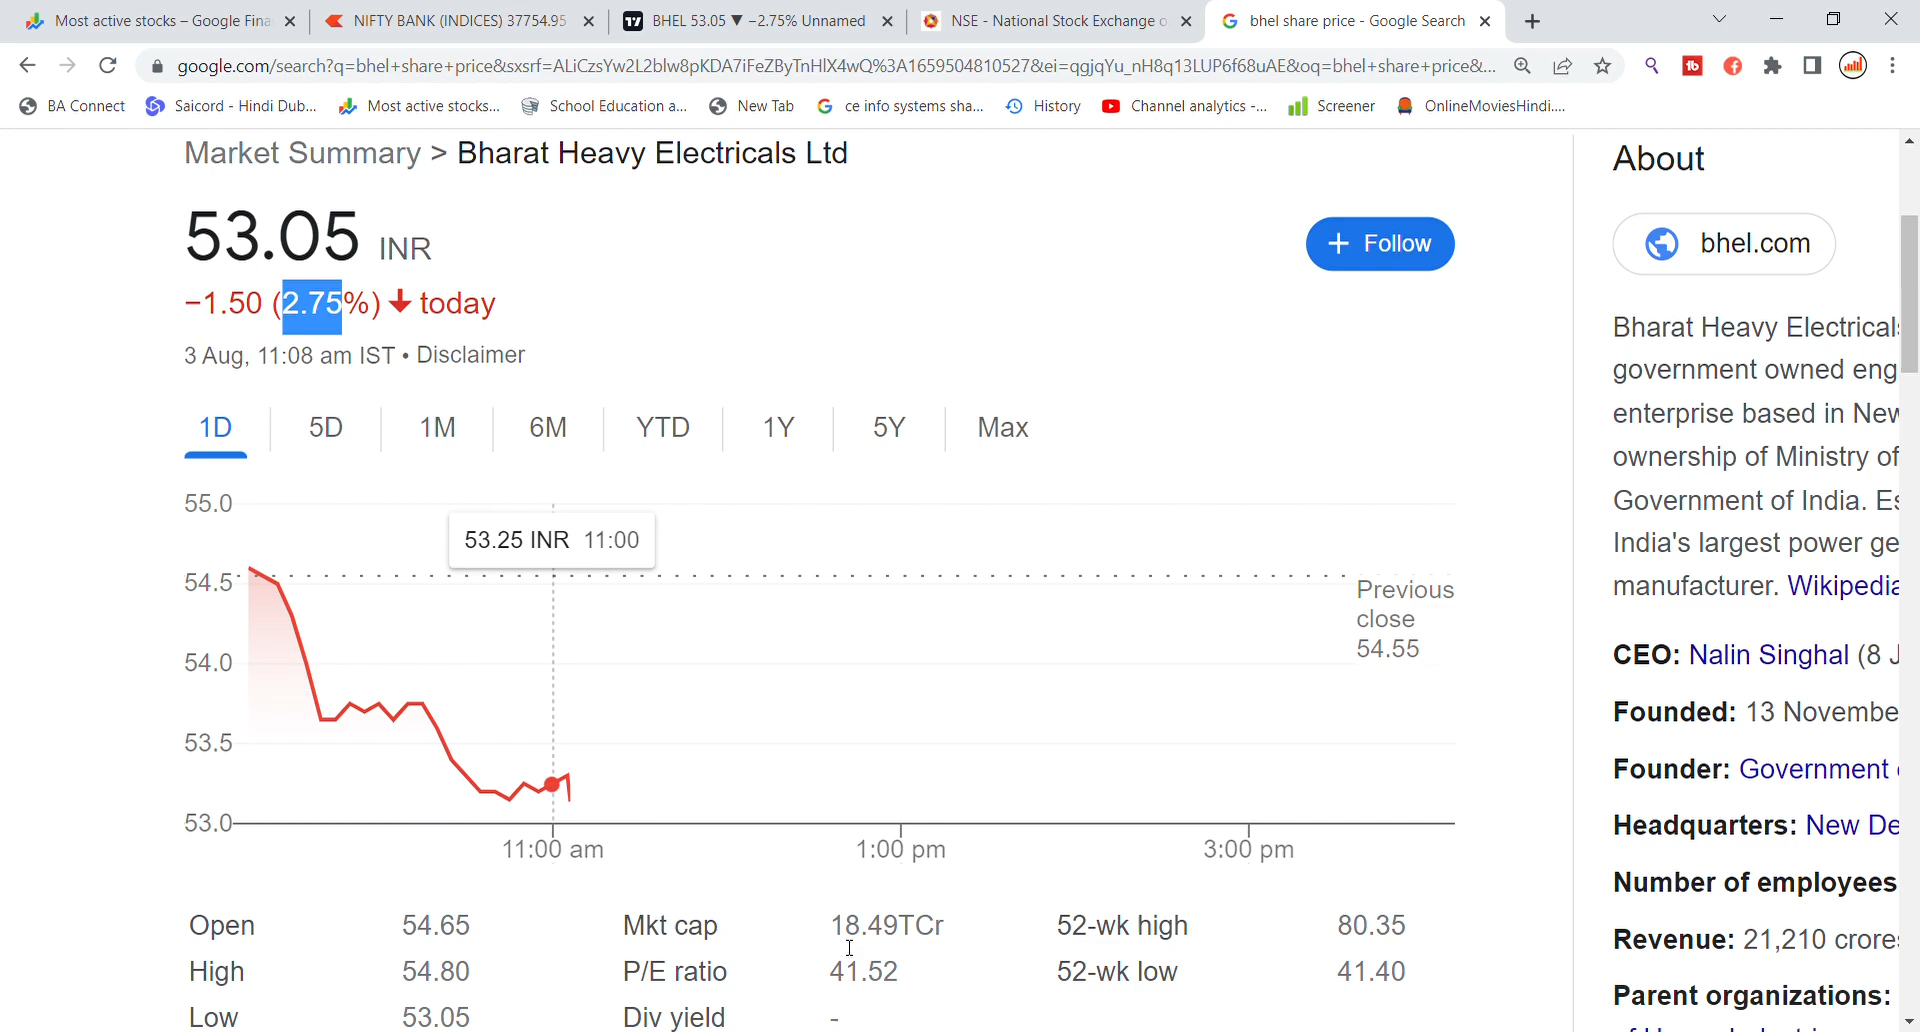 Most active stocks – Google Fina
NIFTY BANK (INDICES) 37754.95
BHEL 53.05 ▼ −2.75% Unnamed
NSE - National Stock Exchange o
bhel share price - Google Search
google.com/search?q=bhel+share+price&sxsrf=ALiCzsYw2L2blw8pKDA7iFeZByTnHlX4wQ%3A1659504810527&ei=qgjqYu_nH8q13LUP6f68uAE&oq=bhel+share+price&...
BA Connect
Saicord - Hindi Dub...
Most active stocks...
School Education a...
New Tab
ce info systems sha...
History
Channel analytics -...
Screener
OnlineMoviesHindi....
Market Summary > Bharat Heavy Electricals Ltd
53.05 INR
+ Follow
−1.50 (2.75%) ↓ today
3 Aug, 11:08 am IST • Disclaimer
1D 5D 1M 6M YTD 1Y 5Y Max
55.0
53.25 INR 11:00
54.5
Previous
close
54.55
54.0
53.5
53.0
11:00 am 1:00 pm 3:00 pm
Open 54.65 Mkt cap 18.49TCr 52-wk high 80.35
High 54.80 P/E ratio 41.52 52-wk low 41.40
Low 53.05 Div yield -
About
bhel.com
Bharat Heavy Electricals
government owned eng
enterprise based in New
ownership of Ministry of
Government of India. Es
India's largest power ge
manufacturer. Wikipedia
CEO: Nalin Singhal (8 J
Founded: 13 Novembe
Founder: Government
Headquarters: New De
Number of employees
Revenue: 21,210 crores
Parent organizations: